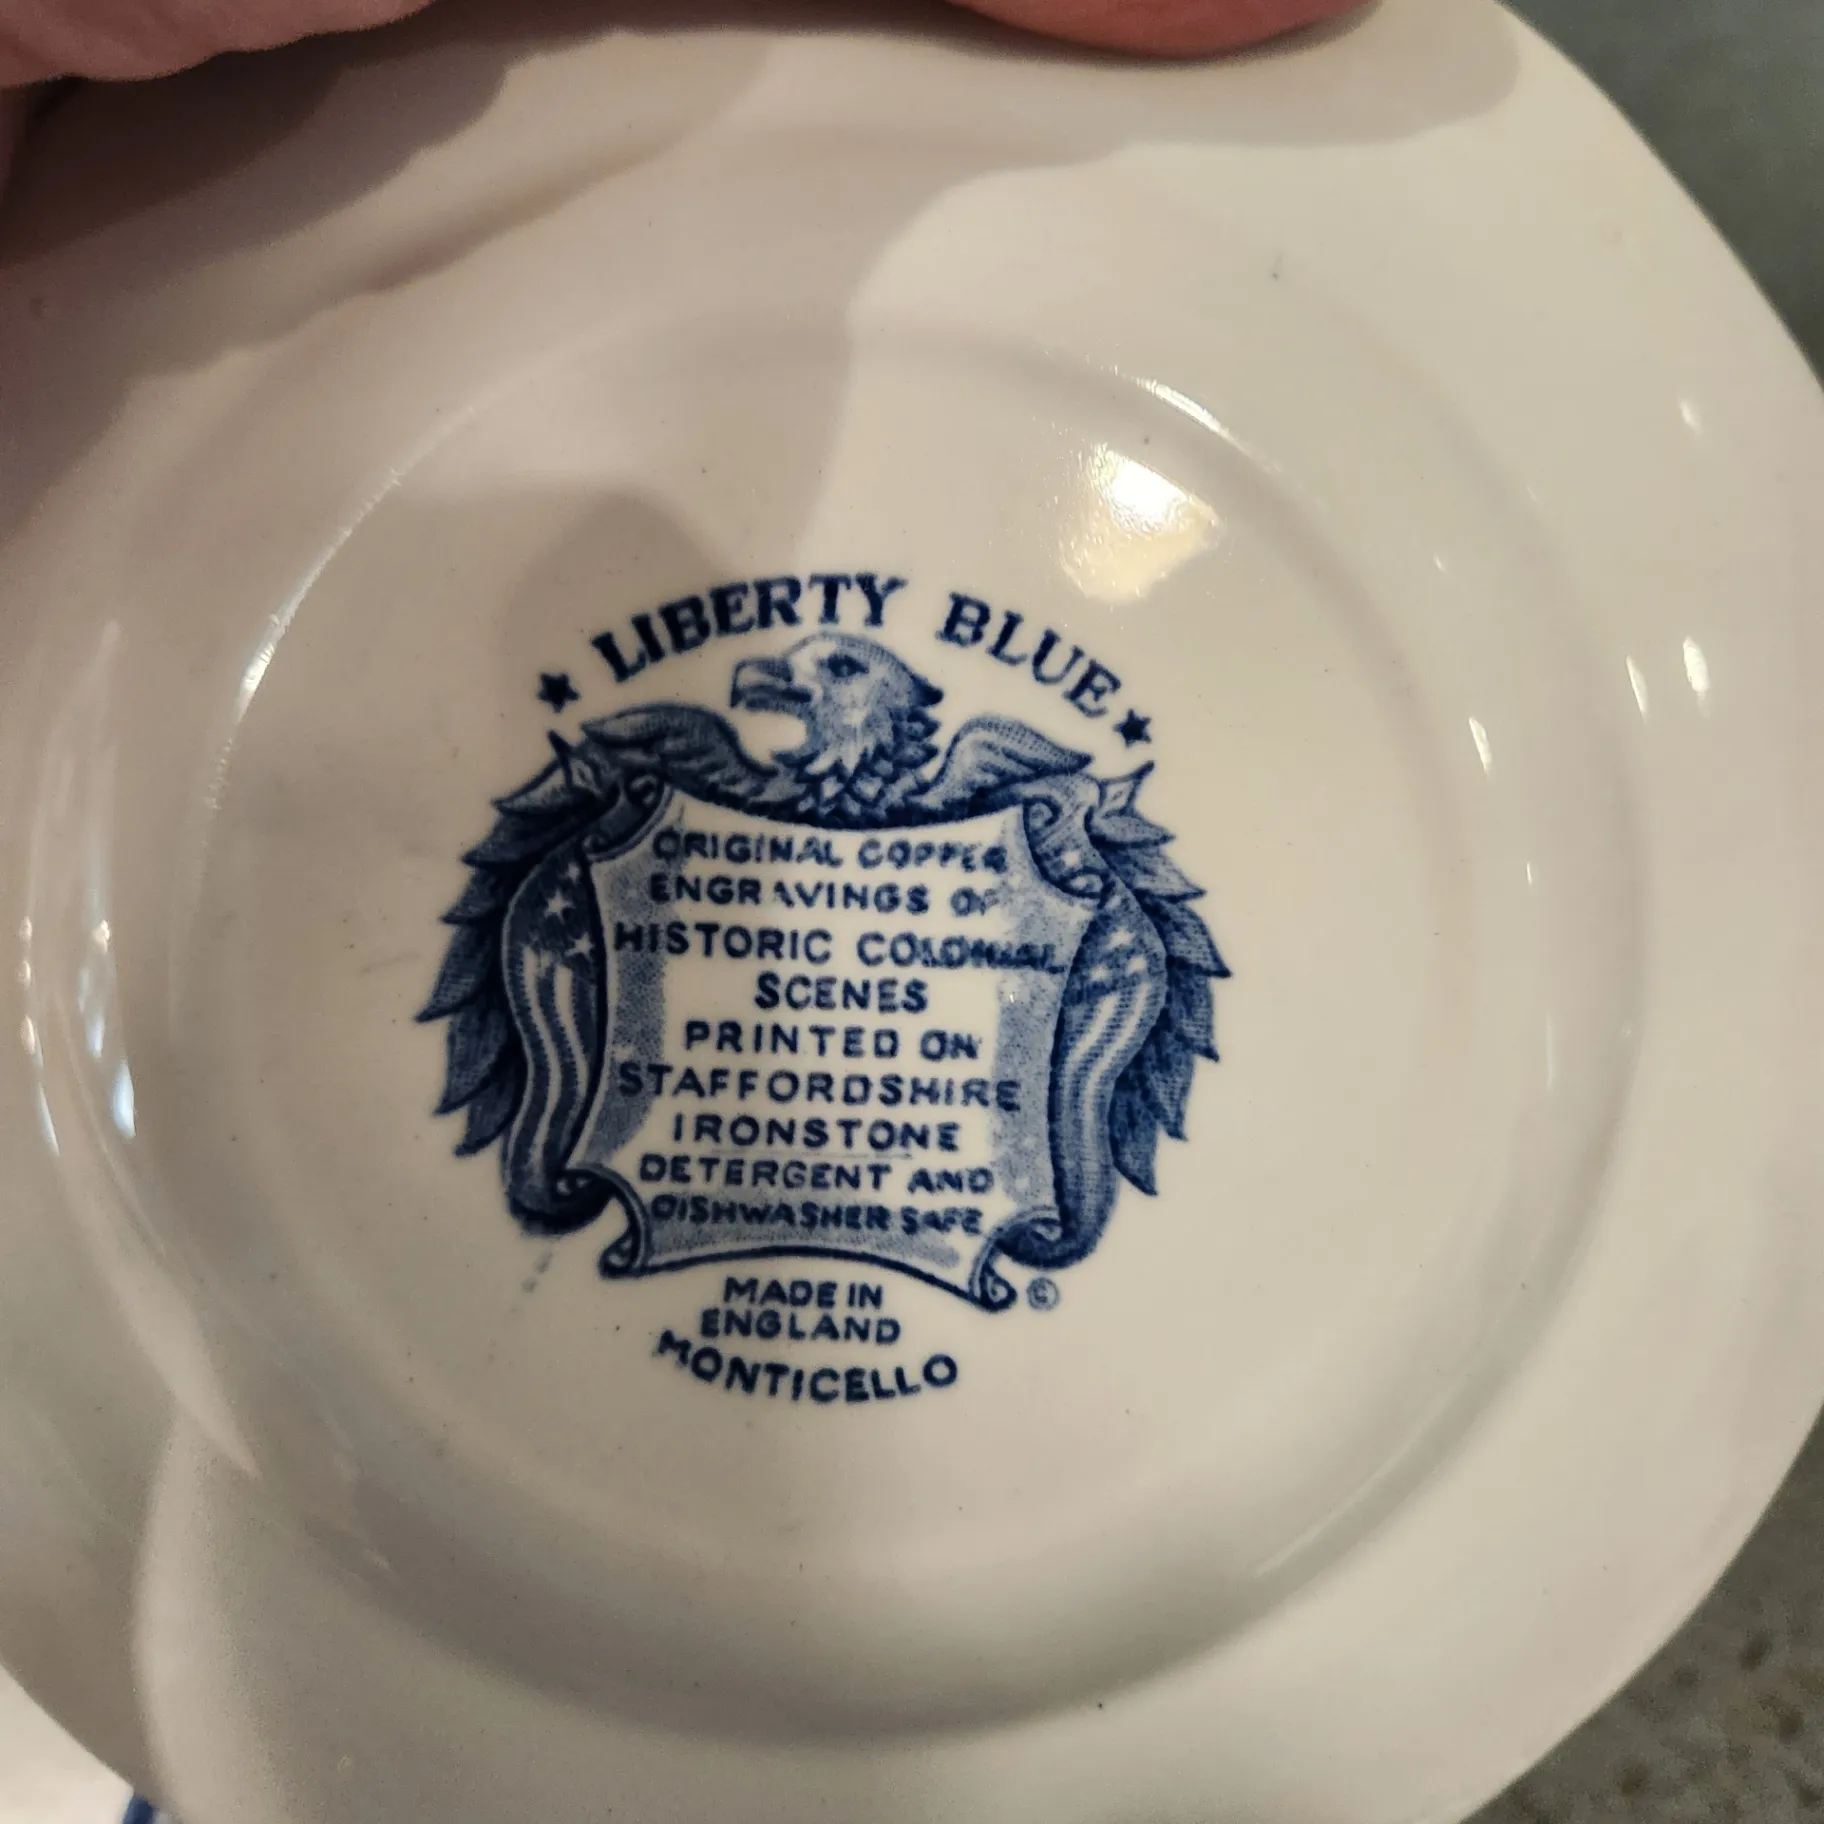 ★ LIBERTY BLUE ★
ORIGINAL COPPER
ENGRAVINGS OF
HISTORIC COLONIAL
SCENES
PRINTED ON
STAFFORDSHIRE
IRONSTONE
DETERGENT AND
DISHWASHER SAFE
©
MADE IN
ENGLAND
MONTICELLO